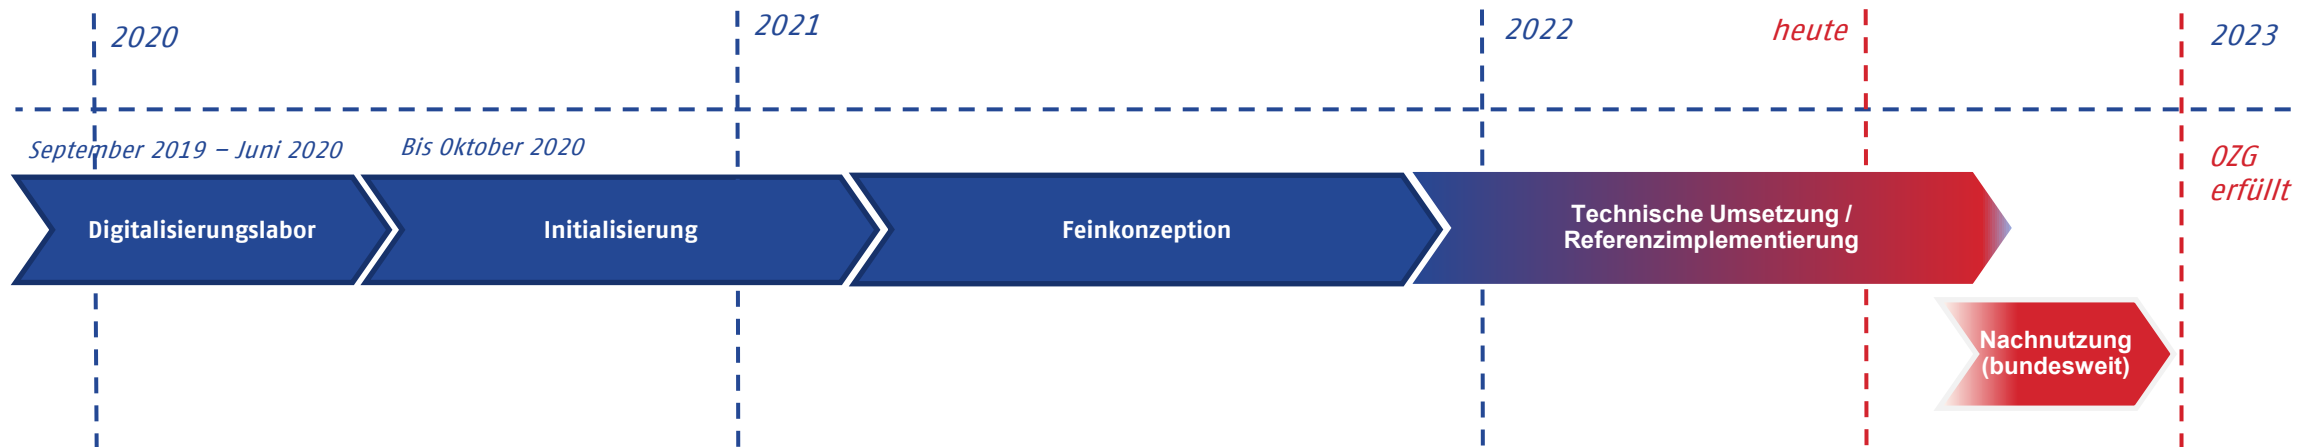 2020
2021
2022
heute
2023
September 2019 – Juni 2020
Bis Oktober 2020
OZG
erfüllt
Digitalisierungslabor
Initialisierung
Feinkonzeption
Technische Umsetzung /
Referenzimplementierung
Nachnutzung
(bundesweit)